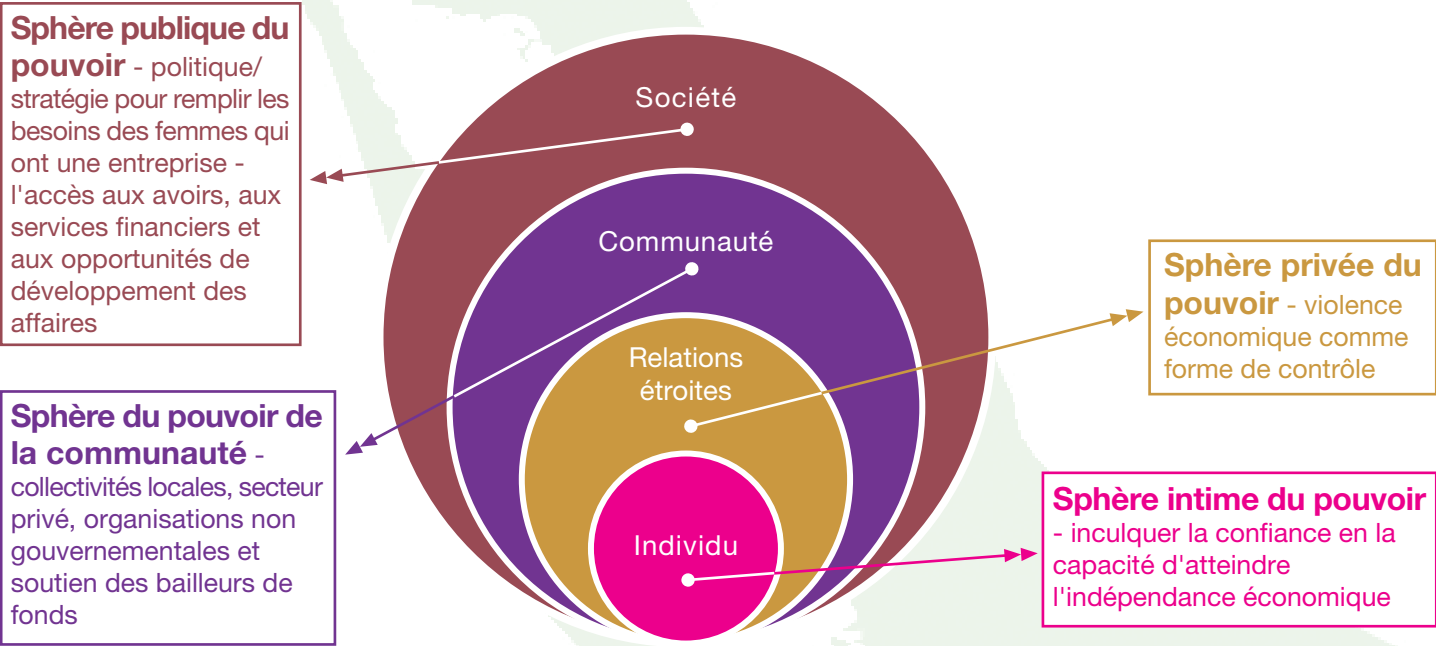 Sphère publique du
pouvoir - politique/
stratégie pour remplir les
besoins des femmes qui
ont une entreprise -
l'accès aux avoirs, aux
services financiers et
aux opportunités de
développement des
affaires
Sphère du pouvoir de
la communauté -
collectivités locales, secteur
privé, organisations non
gouvernementales et
soutien des bailleurs de
fonds
Société
Communauté
Relations
étroites
Individu
Sphère privée du
pouvoir - violence
économique comme
forme de contrôle
Sphère intime du pouvoir
- inculquer la confiance en la
capacité d'atteindre
l'indépendance économique